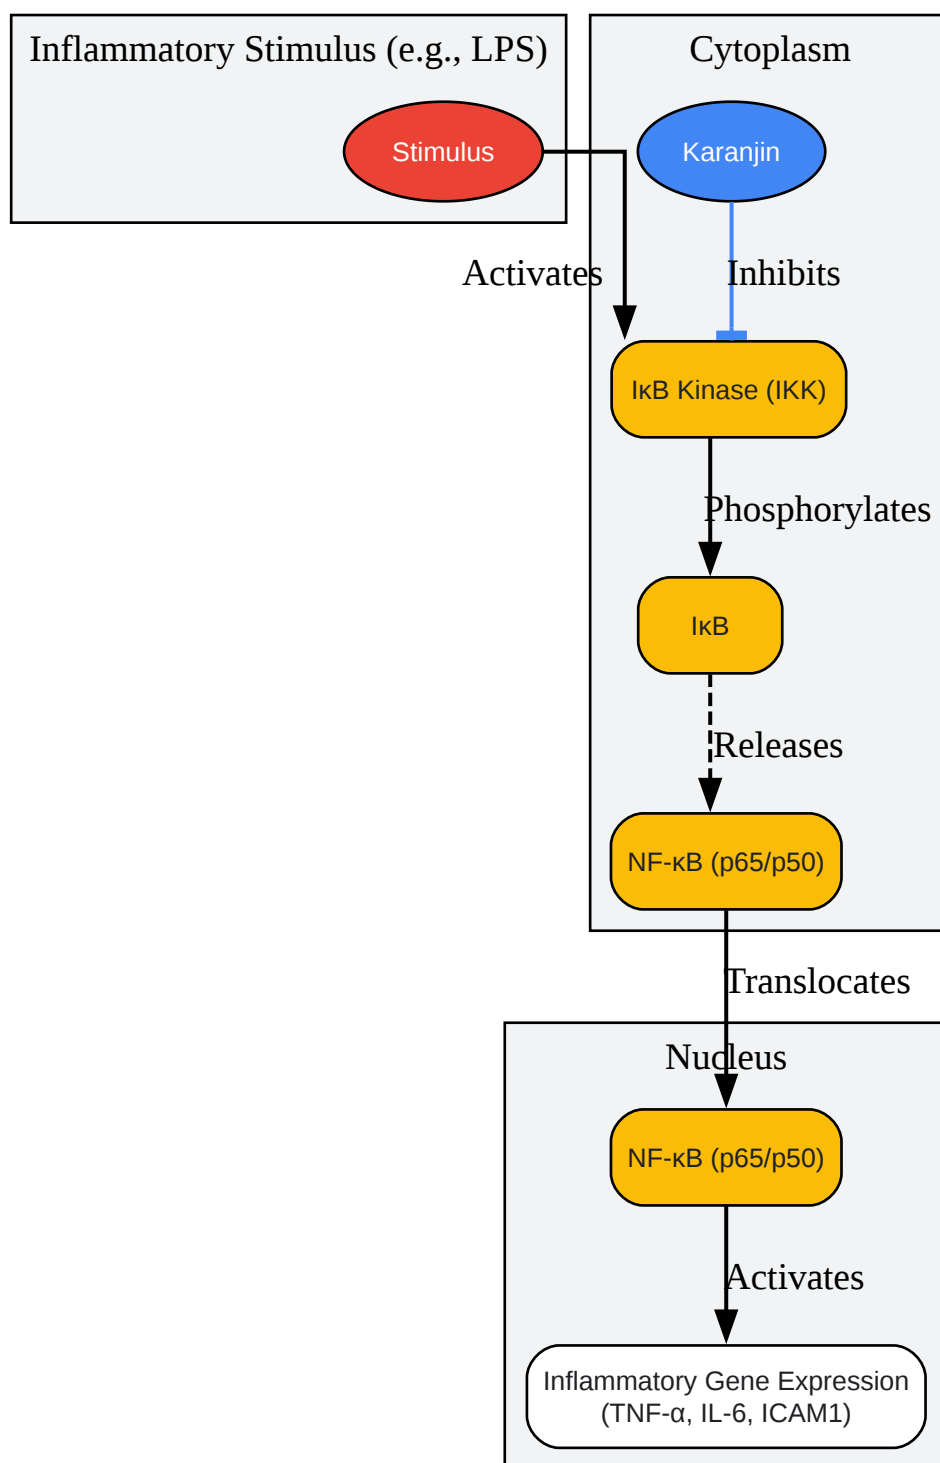 Inflammatory Stimulus (e.g., LPS)
Cytoplasm
Stimulus
Karanjin
Activates
Inhibits
IκB Kinase (IKK)
Phosphorylates
IκB
Releases
NF-κB (p65/p50)
Translocates
Nucleus
NF-κB (p65/p50)
Activates
Inflammatory Gene Expression
(TNF-α, IL-6, ICAM1)